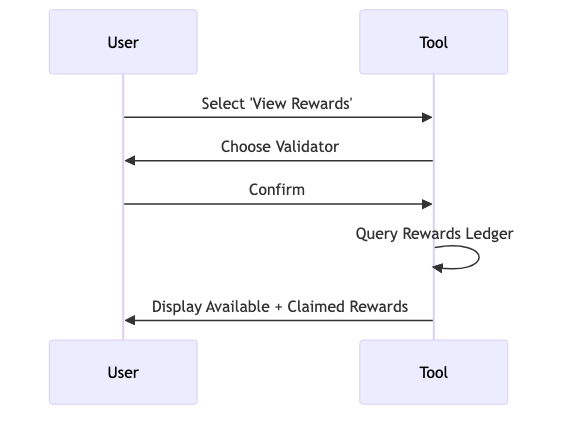 User
Tool
Select 'View Rewards'
Choose Validator
Confirm
Query Rewards Ledger
Display Available + Claimed Rewards
User
Tool